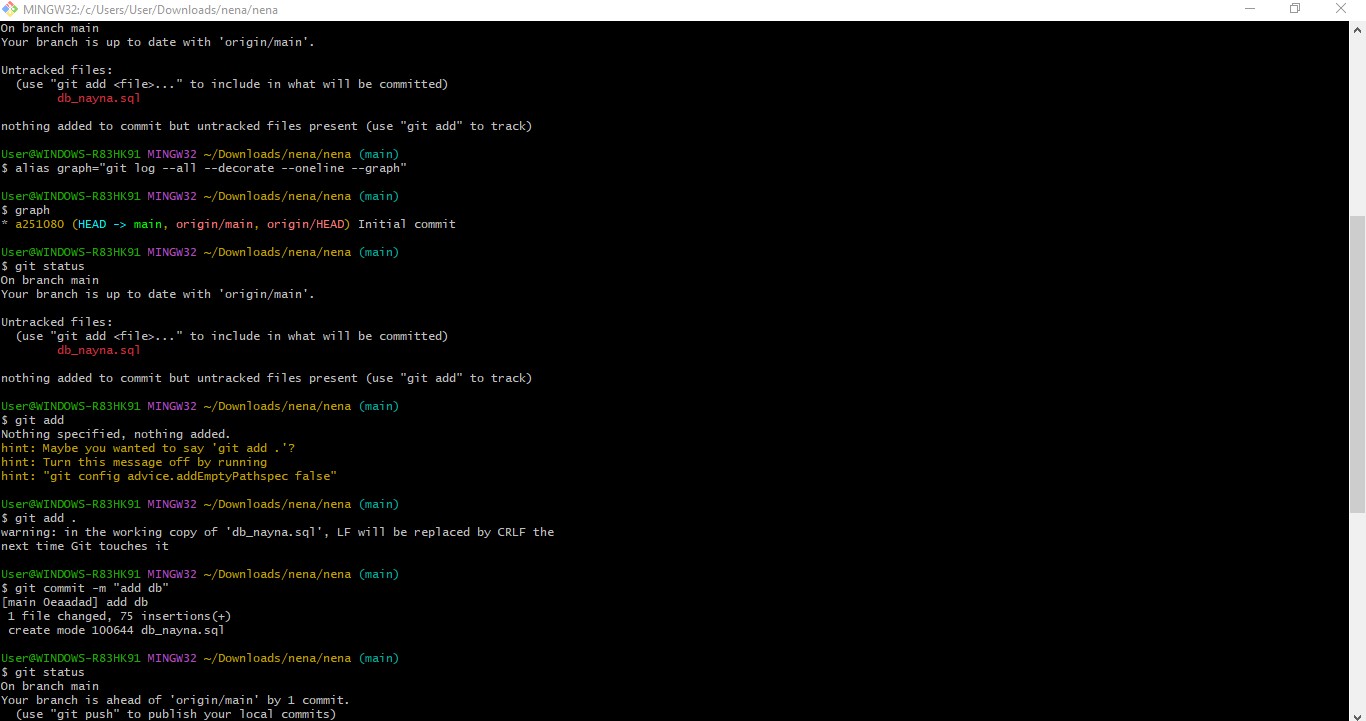 MINGW32:/c/Users/User/Downloads/nena/nena
On branch main
Your branch is up to date with 'origin/main'.
Untracked files:
  (use "git add <file>..." to include in what will be committed)
        db_nayna.sql
nothing added to commit but untracked files present (use "git add" to track)
User@WINDOWS-R83HK91 MINGW32 ~/Downloads/nena/nena (main)
$ alias graph="git log --all --decorate --oneline --graph"
User@WINDOWS-R83HK91 MINGW32 ~/Downloads/nena/nena (main)
$ graph
* a251080 (HEAD -> main, origin/main, origin/HEAD) Initial commit
User@WINDOWS-R83HK91 MINGW32 ~/Downloads/nena/nena (main)
$ git status
On branch main
Your branch is up to date with 'origin/main'.
Untracked files:
  (use "git add <file>..." to include in what will be committed)
        db_nayna.sql
nothing added to commit but untracked files present (use "git add" to track)
User@WINDOWS-R83HK91 MINGW32 ~/Downloads/nena/nena (main)
$ git add
Nothing specified, nothing added.
hint: Maybe you wanted to say 'git add .'?
hint: Turn this message off by running
hint: "git config advice.addEmptyPathspec false"
User@WINDOWS-R83HK91 MINGW32 ~/Downloads/nena/nena (main)
$ git add .
warning: in the working copy of 'db_nayna.sql', LF will be replaced by CRLF the
next time Git touches it
User@WINDOWS-R83HK91 MINGW32 ~/Downloads/nena/nena (main)
$ git commit -m "add db"
[main 0eaadad] add db
 1 file changed, 75 insertions(+)
 create mode 100644 db_nayna.sql
User@WINDOWS-R83HK91 MINGW32 ~/Downloads/nena/nena (main)
$ git status
On branch main
Your branch is ahead of 'origin/main' by 1 commit.
  (use "git push" to publish your local commits)